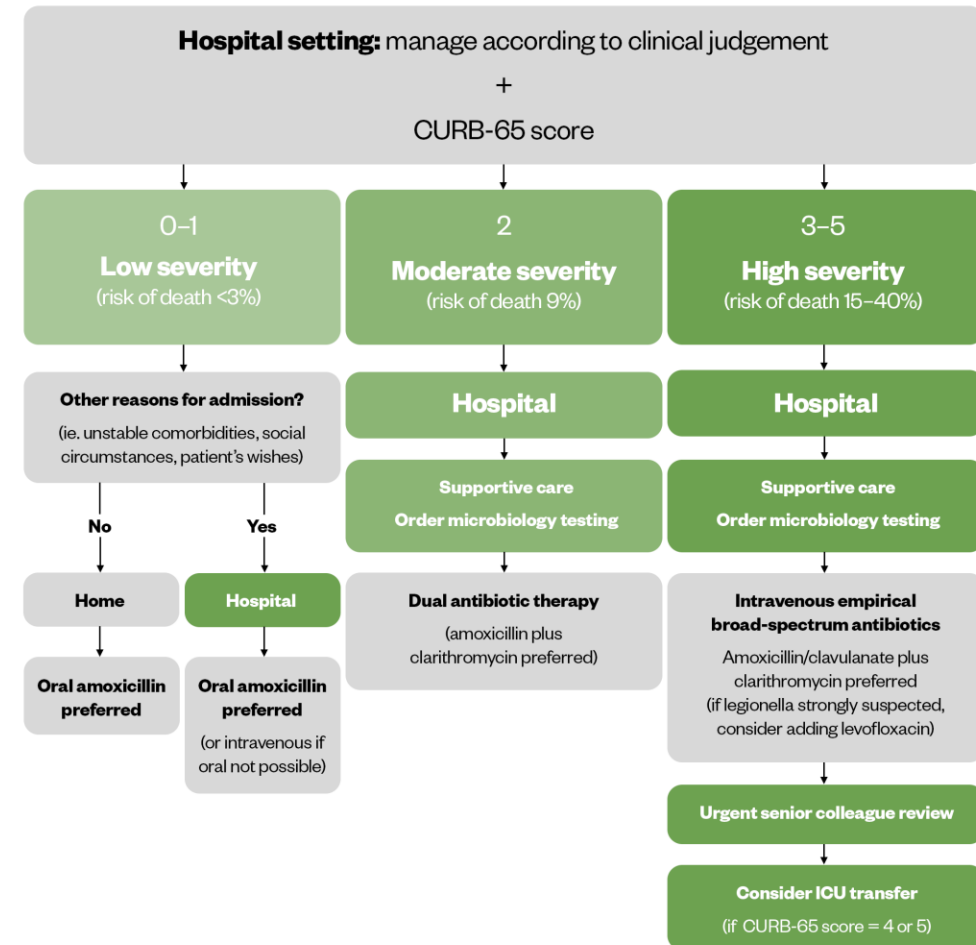 Hospital setting: manage according to clinical judgement
+
CURB-65 score
0–1
Low severity
(risk of death <3%)
2
Moderate severity
(risk of death 9%)
3–5
High severity
(risk of death 15–40%)
Other reasons for admission?
(ie. unstable comorbidities, social
circumstances, patient's wishes)
No
Yes
Home
Hospital
Oral amoxicillin
preferred
Oral amoxicillin
preferred
(or intravenous if
oral not possible)
Hospital
Supportive care
Order microbiology testing
Dual antibiotic therapy
(amoxicillin plus
clarithromycin preferred)
Hospital
Supportive care
Order microbiology testing
Intravenous empirical
broad-spectrum antibiotics
Amoxicillin/clavulanate plus
clarithromycin preferred
(if legionella strongly suspected,
consider adding levofloxacin)
Urgent senior colleague review
Consider ICU transfer
(if CURB-65 score = 4 or 5)